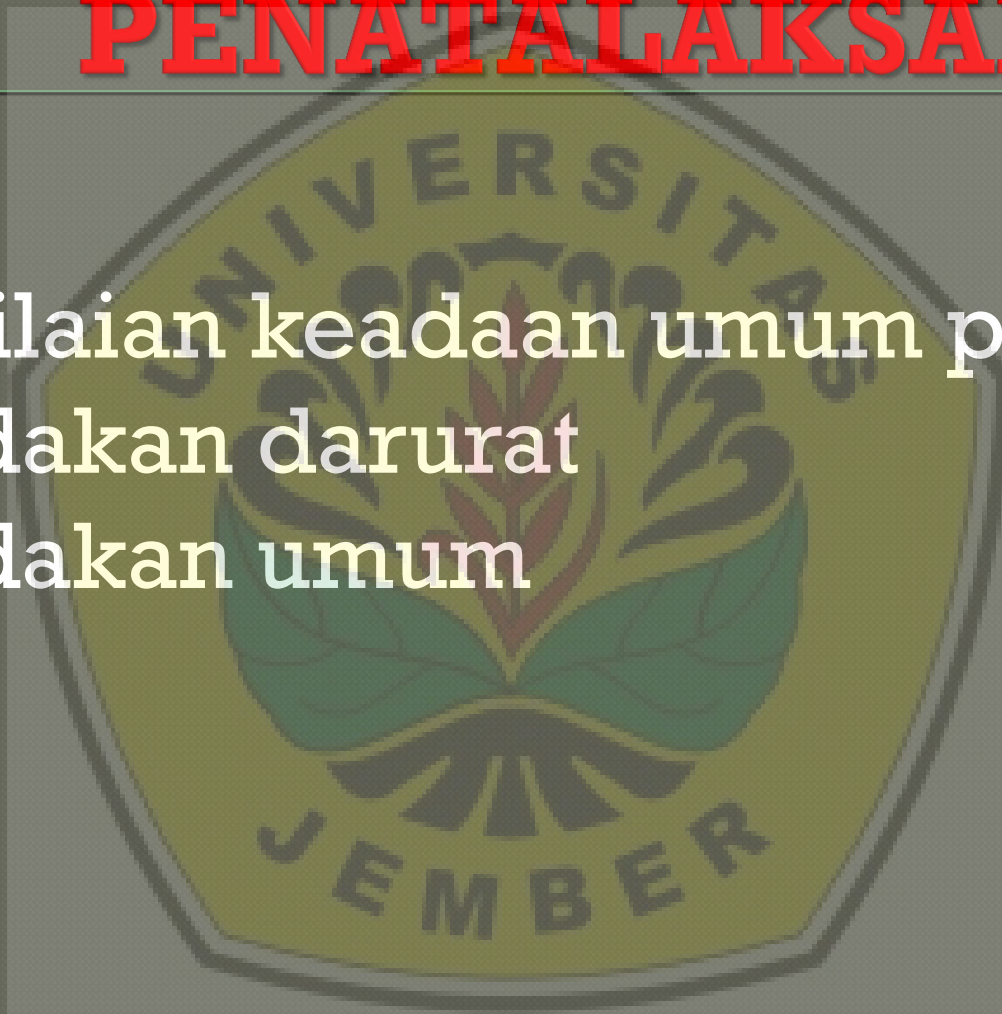 PENATALAKSA
ilaian keadaan umum p
dakan darurat
dakan umum
UNIVERSITAS
JEMBER